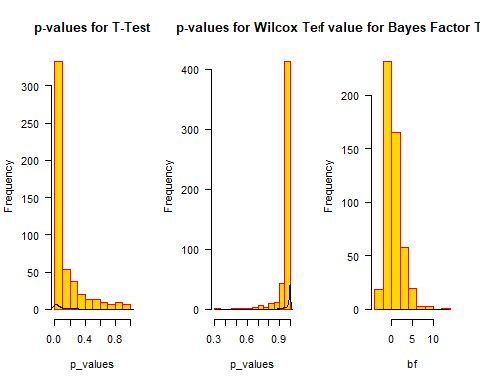 p-values for T-Test
p-values for Wilcox Te
f value for Bayes Factor T
Frequency
300
250
200
150
100
50
0
0.0
0.4
0.8
p_values
Frequency
400
300
200
100
0
0.3
0.6
0.9
p_values
Frequency
200
150
100
50
0
0
5
10
bf